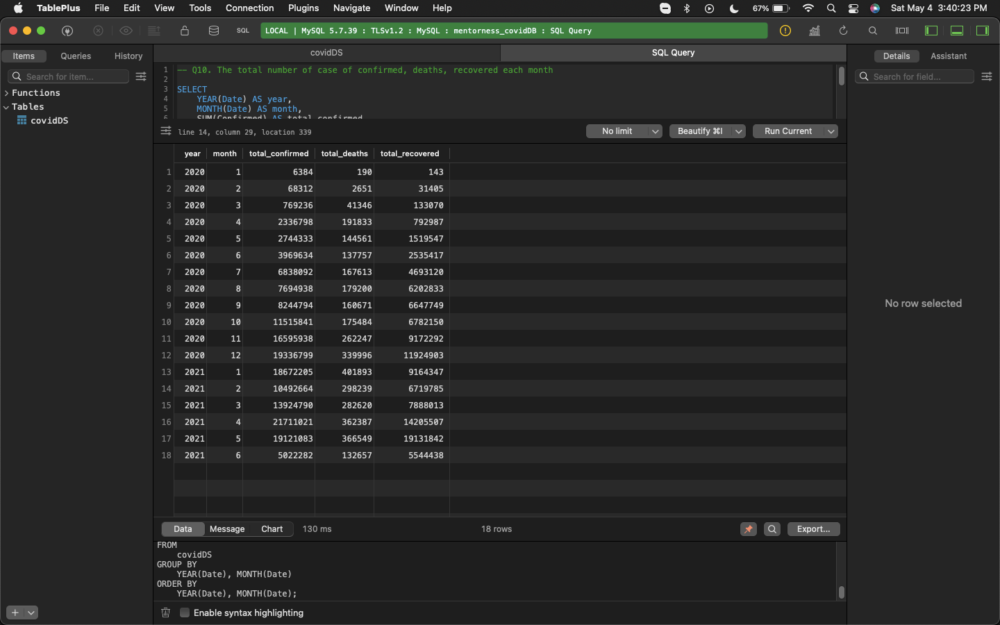 TablePlus File Edit View Tools Connection Plugins Navigate Window Help 67% Sat May 4 3:40:23 PM
SQL LOCAL | MySQL 5.7.39 : TLSv1.2 : MySQL : mentorness_covidDB : SQL Query
Items Queries History
Search for item...
Functions
Tables
covidDS
covidDS SQL Query
1 -- Q10. The total number of case of confirmed, deaths, recovered each month
2
3 SELECT
4 YEAR(Date) AS year,
5 MONTH(Date) AS month,
6 SUM(Confirmed) AS total_confirmed,
line 14, column 29, location 339 No limit Beautify ⌘I Run Current
year month total_confirmed total_deaths total_recovered
1 2020 1 6384 190 143
2 2020 2 68312 2651 31405
3 2020 3 769236 41346 133070
4 2020 4 2336798 191833 792987
5 2020 5 2744333 144561 1519547
6 2020 6 3969634 137757 2535417
7 2020 7 6838092 167613 4693120
8 2020 8 7694938 179200 6202833
9 2020 9 8244794 160671 6647749
10 2020 10 11515841 175484 6782150
11 2020 11 16595938 262247 9172292
12 2020 12 19336799 339996 11924903
13 2021 1 18672205 401893 9164347
14 2021 2 10492664 298239 6719785
15 2021 3 13924790 282620 7888013
16 2021 4 21711021 362387 14205507
17 2021 5 19121083 366549 19131842
18 2021 6 5022282 132657 5544438
Data Message Chart 130 ms 18 rows Export...
FROM
covidDS
GROUP BY
YEAR(Date), MONTH(Date)
ORDER BY
YEAR(Date), MONTH(Date);
Enable syntax highlighting
Details Assistant
Search for field...
No row selected